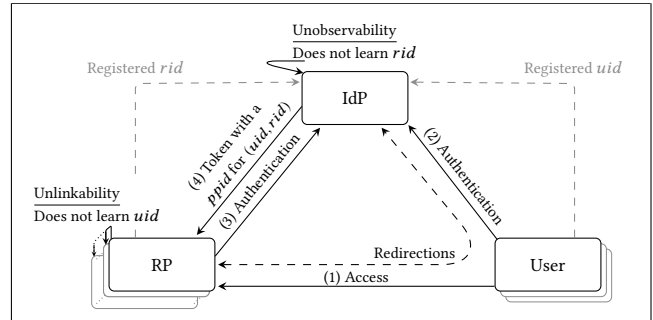 Unobservability
Does not learn rid
Registered rid
Registered uid
IdP
(4) Token with a
ppid for (uid, rid)
(3) Authentication
(2) Authentication
Unlinkability
Does not learn uid
Redirections
RP
(1) Access
User